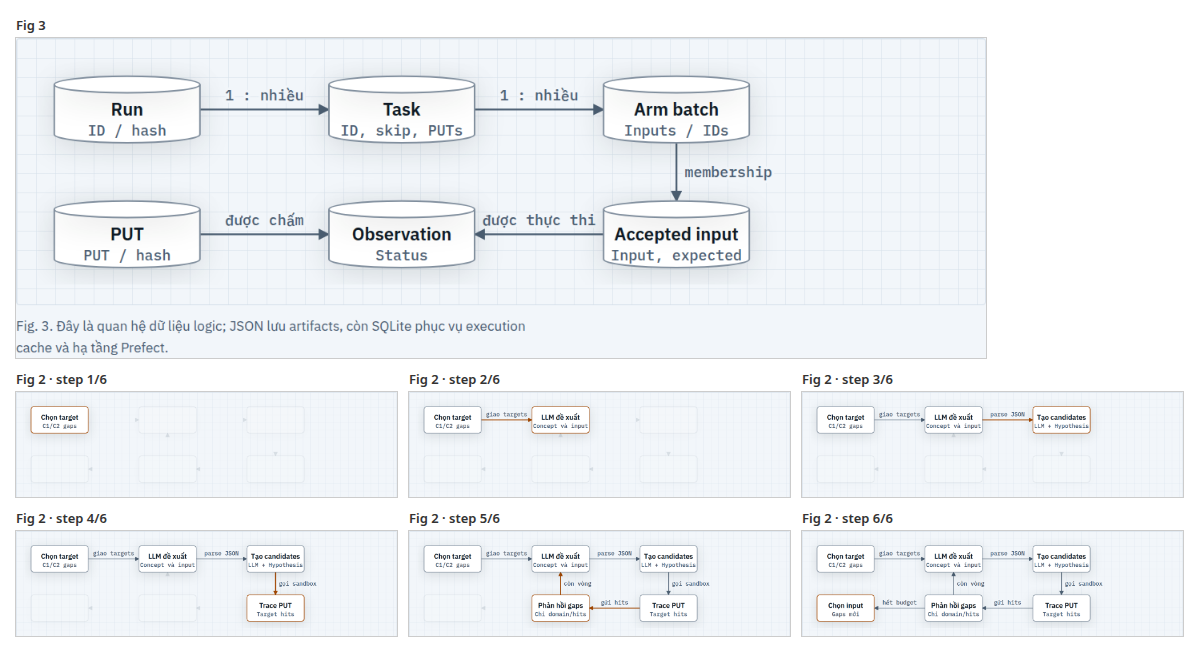 Fig 3
1 : nhiều
1 : nhiều
Run
ID / hash
Task
ID, skip, PUTs
Arm batch
Inputs / IDs
membership
được chấm
được thực thi
PUT
PUT / hash
Observation
Status
Accepted input
Input, expected
Fig. 3. Đây là quan hệ dữ liệu logic; JSON lưu artifacts, còn SQLite phục vụ execution
cache và hạ tầng Prefect.
Fig 2 · step 1/6
Chọn target
C1/C2 gaps
Fig 2 · step 2/6
Chọn target
C1/C2 gaps
giao targets
LLM đề xuất
Concept và input
Fig 2 · step 3/6
Chọn target
C1/C2 gaps
giao targets
LLM đề xuất
Concept và input
parse JSON
Tạo candidates
LLM + Hypothesis
Fig 2 · step 4/6
Chọn target
C1/C2 gaps
giao targets
LLM đề xuất
Concept và input
parse JSON
Tạo candidates
LLM + Hypothesis
gọi sandbox
Trace PUT
Target hits
Fig 2 · step 5/6
Chọn target
C1/C2 gaps
giao targets
LLM đề xuất
Concept và input
parse JSON
Tạo candidates
LLM + Hypothesis
còn vòng
gọi sandbox
Phản hồi gaps
Chỉ domain/hits
gửi hits
Trace PUT
Target hits
Fig 2 · step 6/6
Chọn target
C1/C2 gaps
giao targets
LLM đề xuất
Concept và input
parse JSON
Tạo candidates
LLM + Hypothesis
còn vòng
gọi sandbox
Chọn input
Gaps mới
hết budget
Phản hồi gaps
Chỉ domain/hits
gửi hits
Trace PUT
Target hits